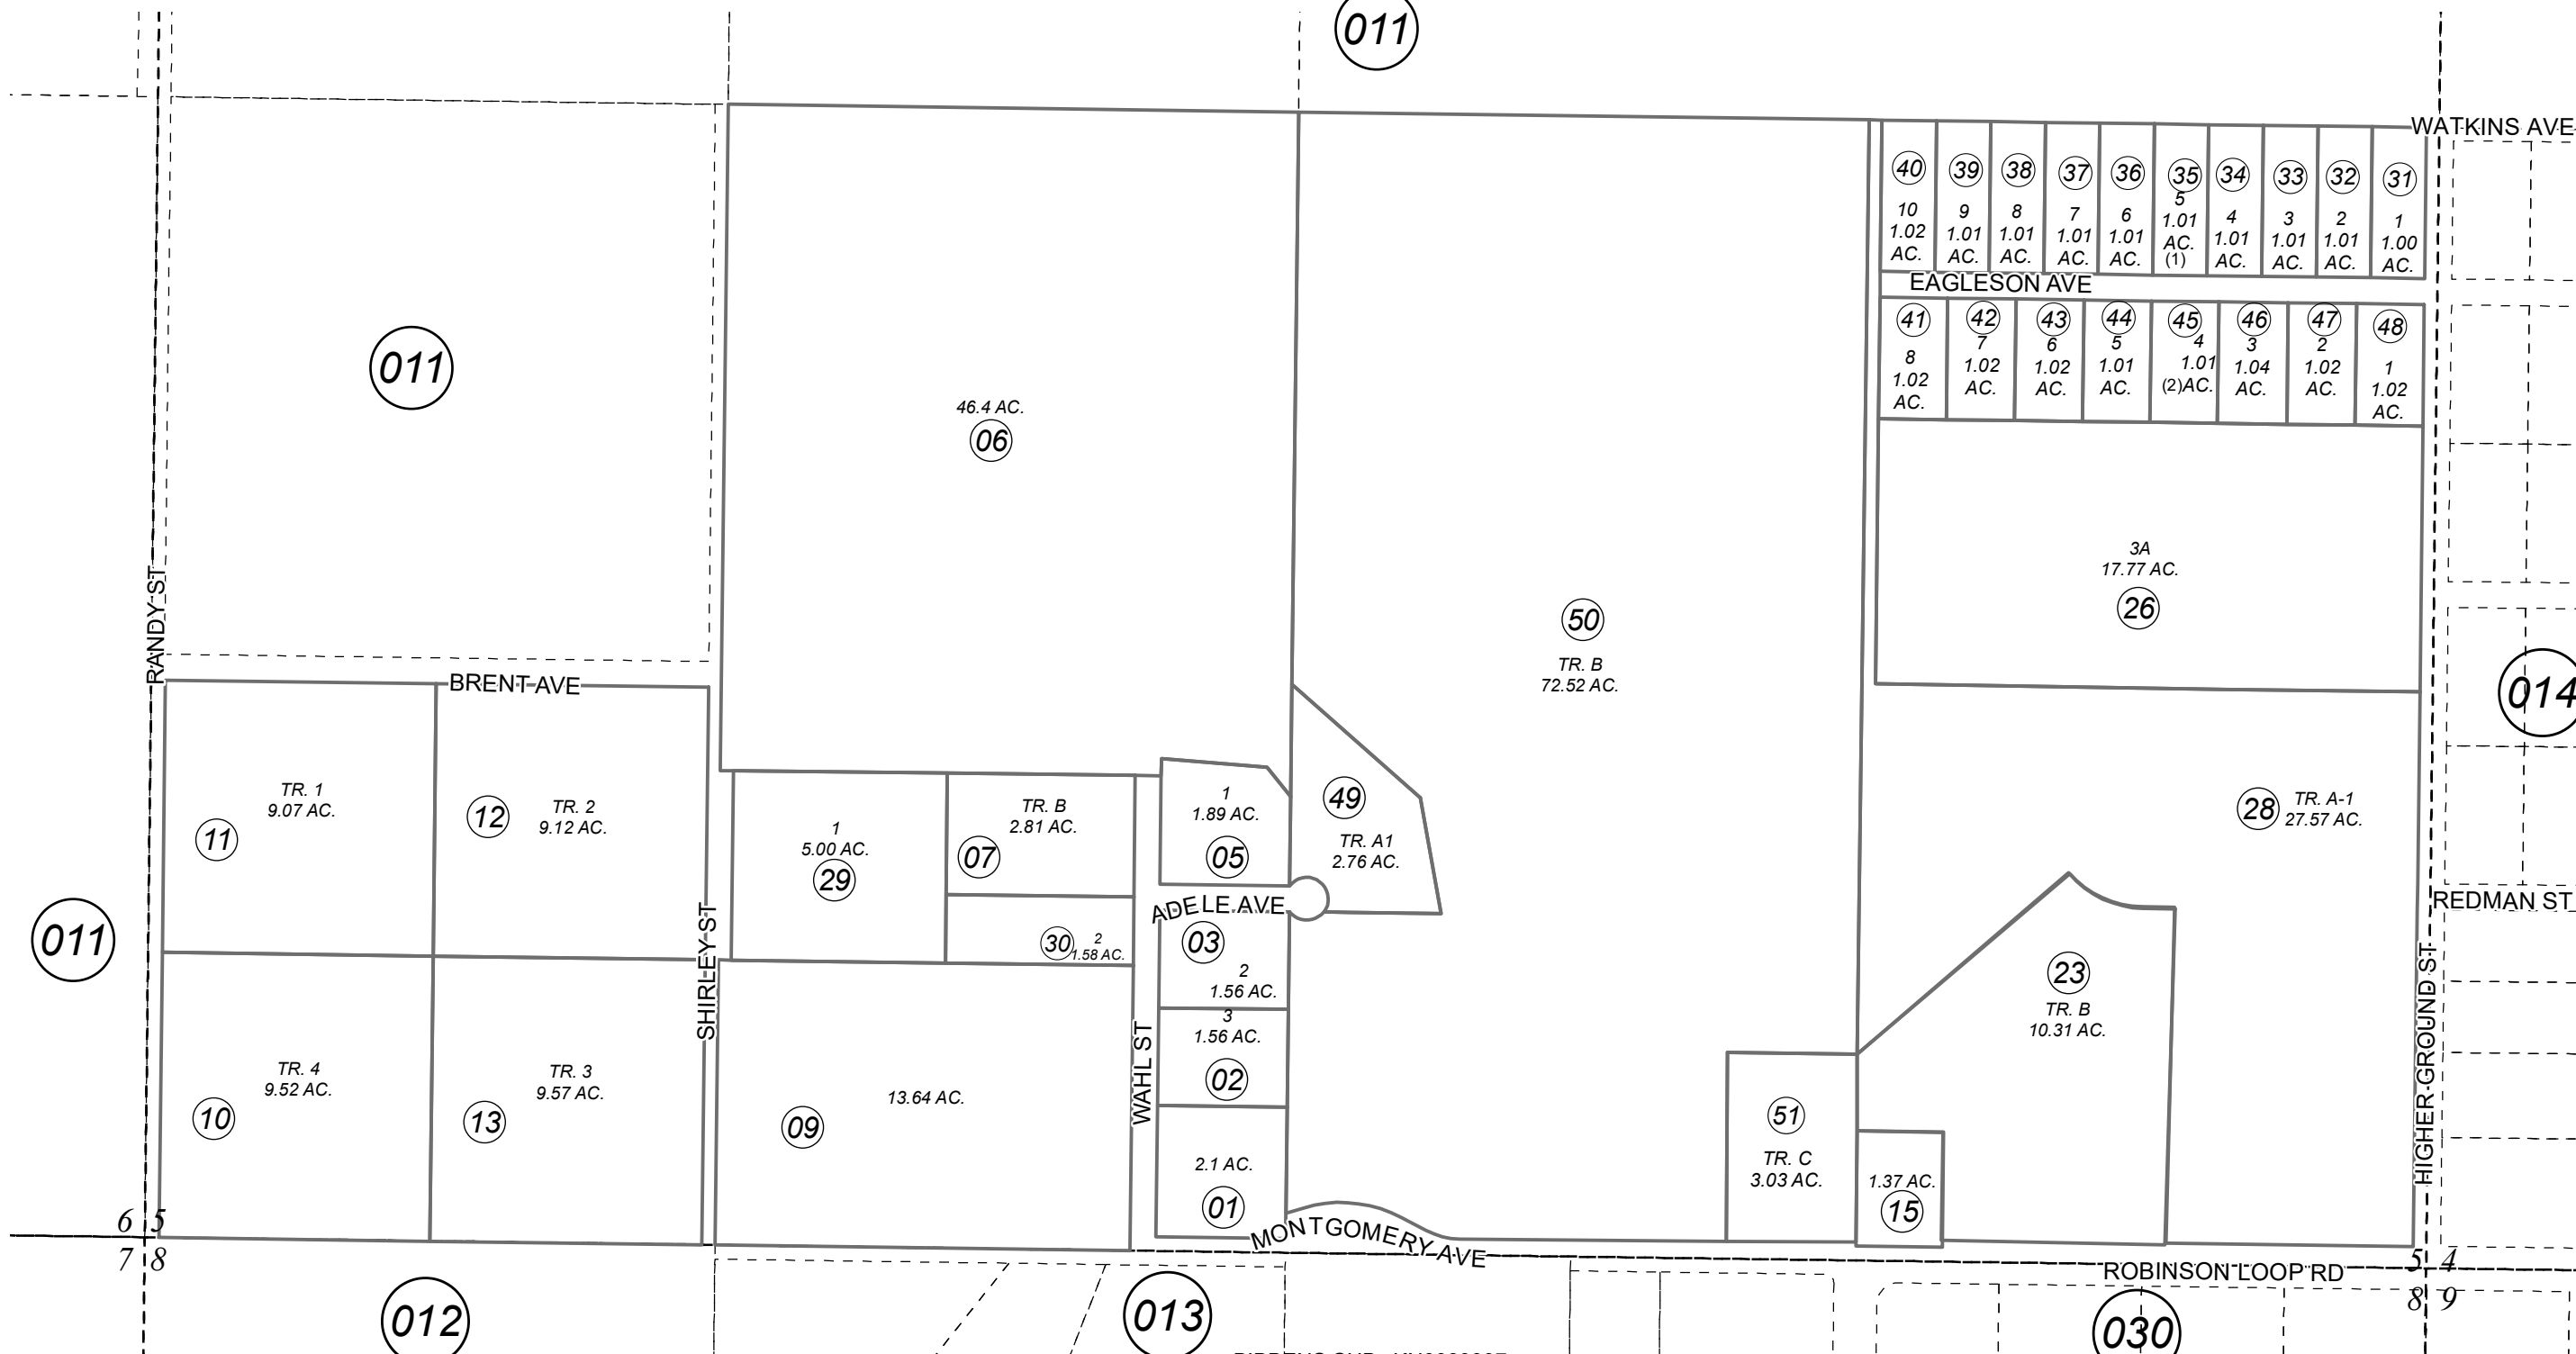 011
WATKINS AVE
40
39
38
37
36
35
34
33
32
31
10
1.02
AC.
9
1.01
AC.
8
1.01
AC.
7
1.01
AC.
6
1.01
AC.
5
1.01
AC.
(1)
4
1.01
AC.
3
1.01
AC.
2
1.01
AC.
1
1.00
AC.
EAGLESON AVE
41
8
1.02
AC.
42
7
1.02
AC.
43
6
1.02
AC.
44
5
1.01
AC.
45
4
1.01
(2)AC.
46
3
1.04
AC.
47
2
1.02
AC.
48
1
1.02
AC.
011
46.4 AC.
06
3A
17.77 AC.
26
50
TR. B
72.52 AC.
RANDY ST
BRENT AVE
014
TR. 1
9.07 AC.
11
12
TR. 2
9.12 AC.
1
5.00 AC.
29
TR. B
2.81 AC.
07
1
1.89 AC.
05
49
TR. A1
2.76 AC.
28
TR. A-1
27.57 AC.
ADELE AVE
REDMAN ST
011
SHIRLEY ST
30
2
1.58 AC.
03
2
1.56 AC.
23
TR. B
10.31 AC.
HIGHER GROUND ST
3
1.56 AC.
02
WAHL ST
TR. 4
9.52 AC.
10
TR. 3
9.57 AC.
13
09
13.64 AC.
51
TR. C
3.03 AC.
2.1 AC.
01
1.37 AC.
15
MONTGOMERY AVE
6 5
7 8
5 4
8 9
ROBINSON LOOP RD
012
013
030